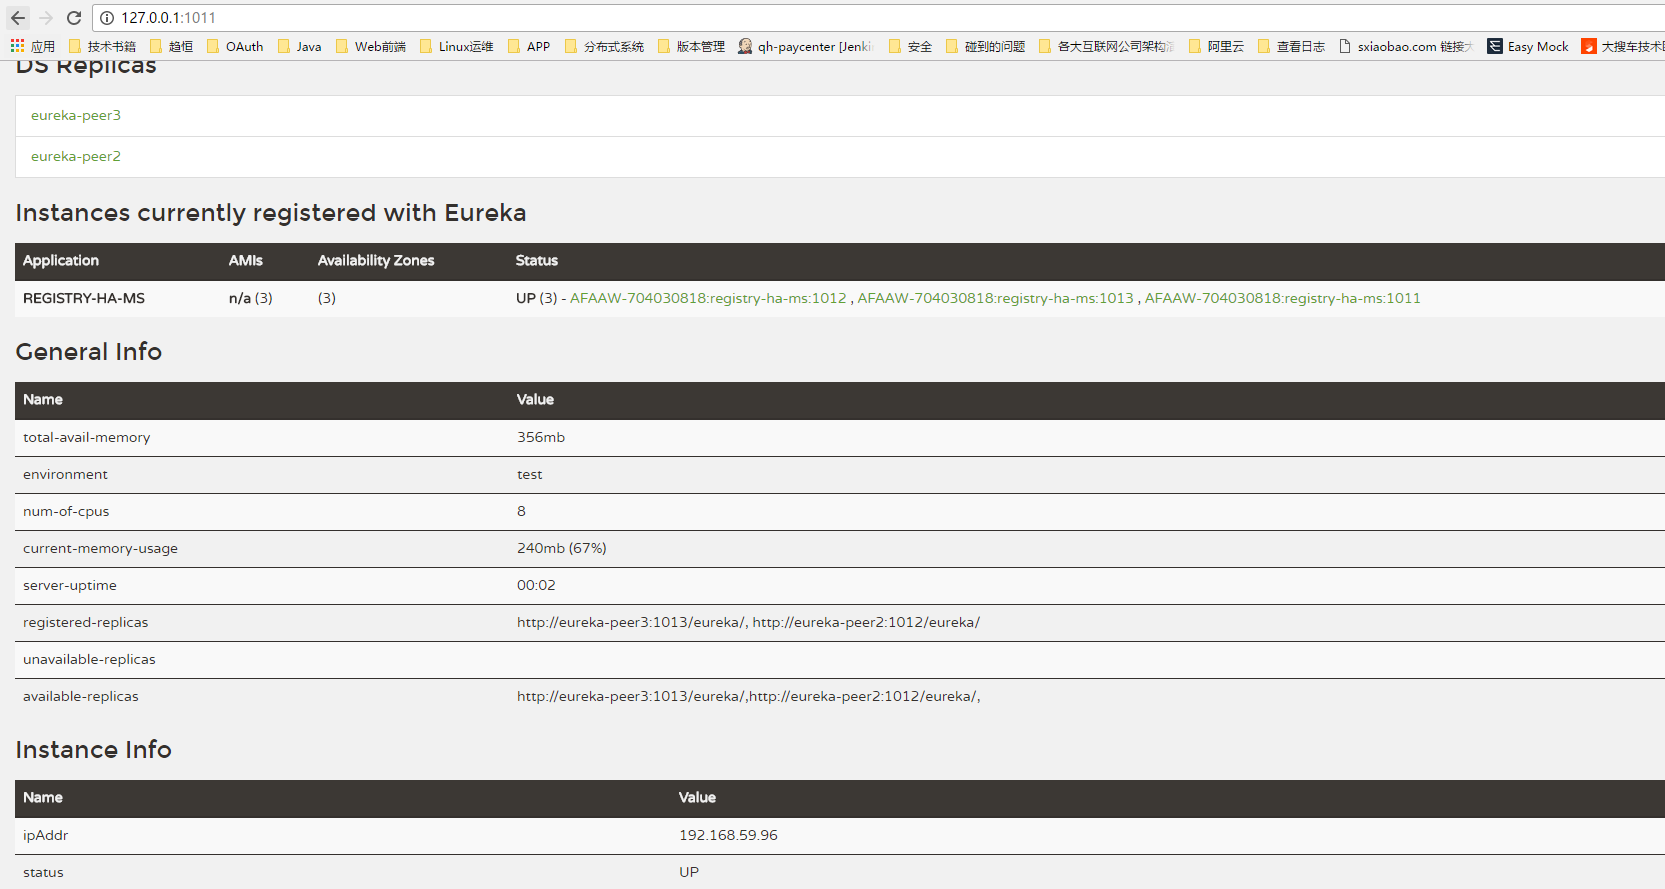 127.0.0.1:1011
应用 技术书籍 趋恒 OAuth Java Web前端 Linux运维 APP 分布式系统 版本管理 qh-paycenter [Jenki 安全 碰到的问题 各大互联网公司架构 阿里云 查看日志 sxiaobao.com 链接大 Easy Mock 大搜车技术
DS Replicas
eureka-peer3
eureka-peer2
Instances currently registered with Eureka
Application AMIs Availability Zones Status
REGISTRY-HA-MS n/a (3) (3) UP (3) - AFAAW-704030818:registry-ha-ms:1012 , AFAAW-704030818:registry-ha-ms:1013 , AFAAW-704030818:registry-ha-ms:1011
General Info
Name Value
total-avail-memory 356mb
environment test
num-of-cpus 8
current-memory-usage 240mb (67%)
server-uptime 00:02
registered-replicas http://eureka-peer3:1013/eureka/, http://eureka-peer2:1012/eureka/
unavailable-replicas
available-replicas http://eureka-peer3:1013/eureka/,http://eureka-peer2:1012/eureka/,
Instance Info
Name Value
ipAddr 192.168.59.96
status UP